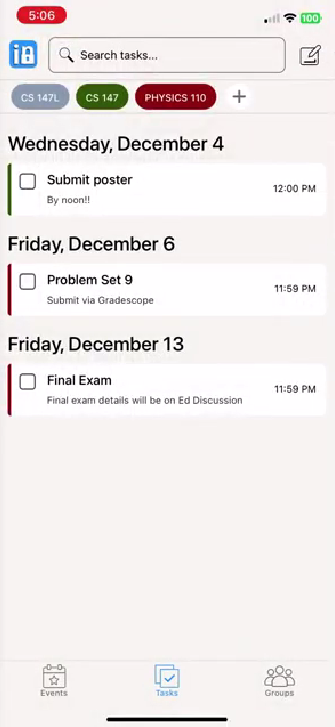 5:06
100
ia
Search tasks...
CS 147L
CS 147
PHYSICS 110
+
Wednesday, December 4
Submit poster
By noon!!
12:00 PM
Friday, December 6
Problem Set 9
Submit via Gradescope
11:59 PM
Friday, December 13
Final Exam
Final exam details will be on Ed Discussion
11:59 PM
Events
Tasks
Groups